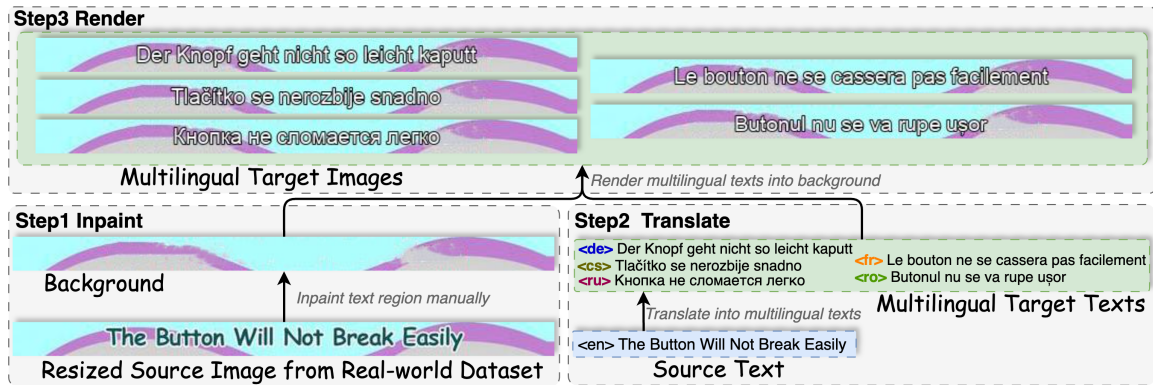 Step3 Render
Der Knopf geht nicht so leicht kaputt
Tlačítko se nerozbije snadno
Кнопка не сломается легко
Le bouton ne se cassera pas facilement
Butonul nu se va rupe ușor
Multilingual Target Images
Render multilingual texts into background
Step1 Inpaint
Background
Inpaint text region manually
The Button Will Not Break Easily
Resized Source Image from Real-world Dataset
Step2 Translate
<de> Der Knopf geht nicht so leicht kaputt
<cs> Tlačítko se nerozbije snadno
<ru> Кнопка не сломается легко
<fr> Le bouton ne se cassera pas facilement
<ro> Butonul nu se va rupe ușor
Multilingual Target Texts
Translate into multilingual texts
<en> The Button Will Not Break Easily
Source Text